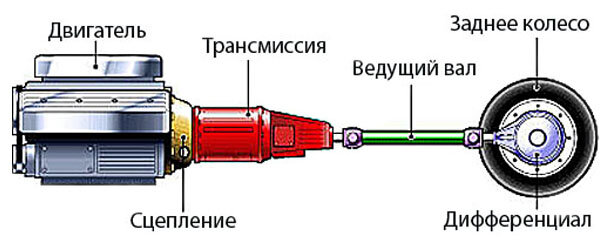 Двигатель
Трансмиссия
Ведущий вал
Заднее колесо
Сцепление
Дифференциал